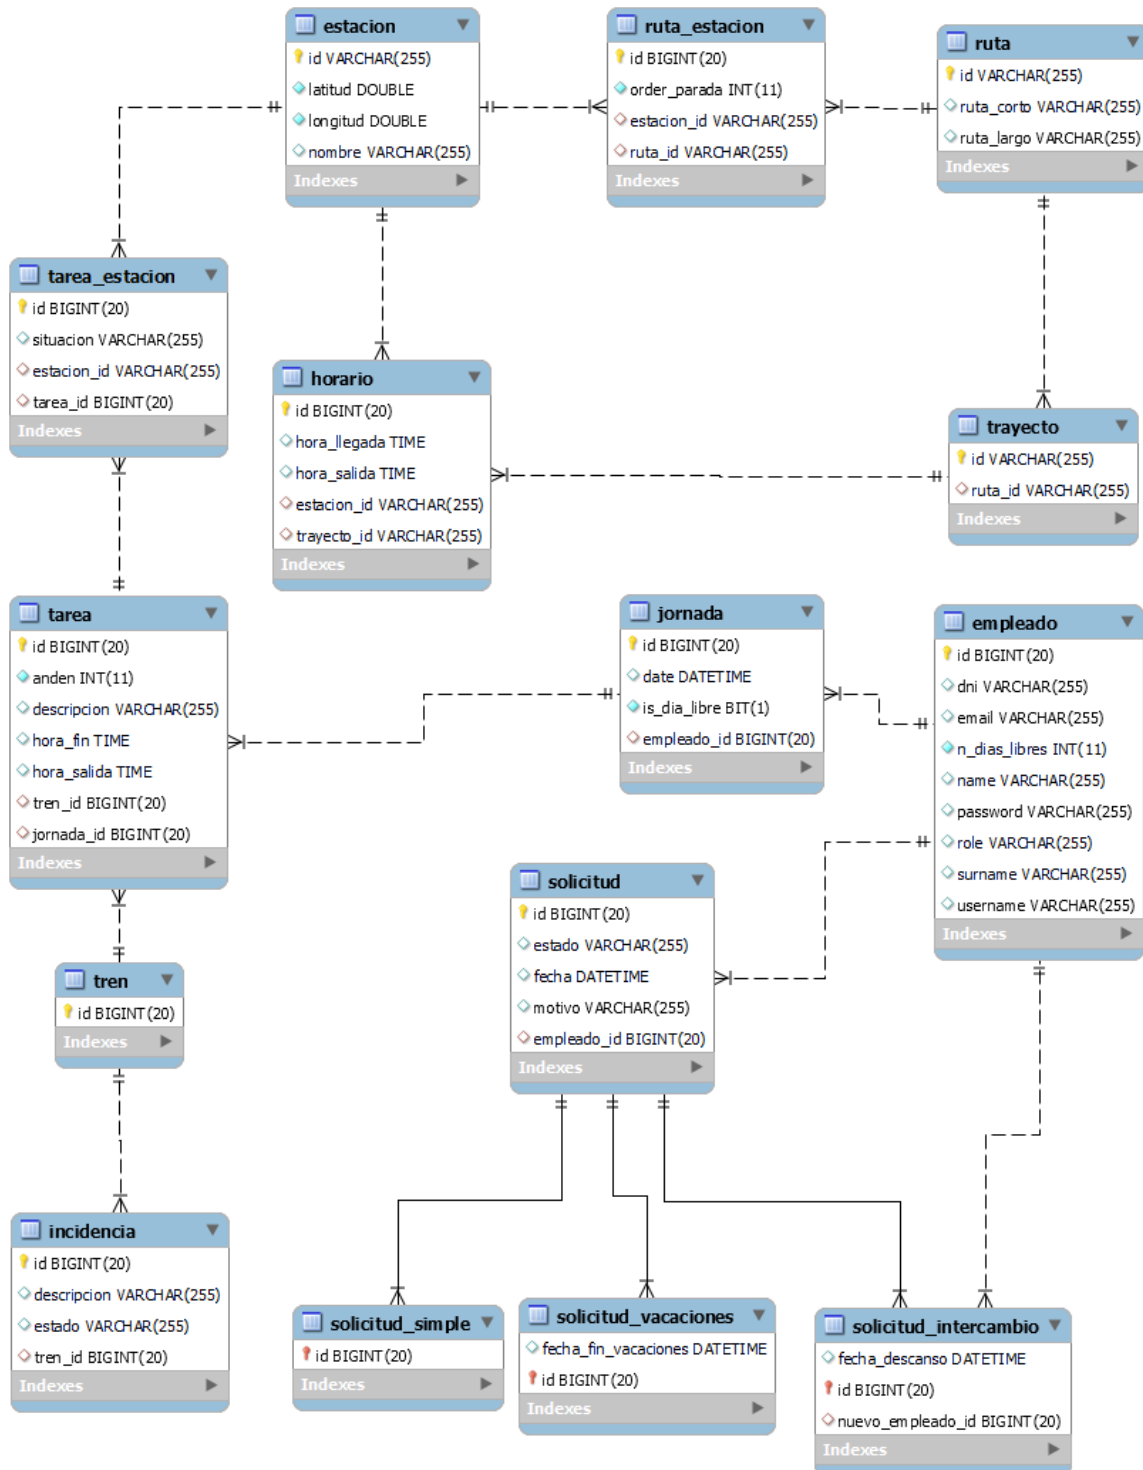 estacion
id VARCHAR(255)
latitud DOUBLE
longitud DOUBLE
nombre VARCHAR(255)
Indexes
ruta_estacion
id BIGINT(20)
order_parada INT(11)
estacion_id VARCHAR(255)
ruta_id VARCHAR(255)
Indexes
ruta
id VARCHAR(255)
ruta_corto VARCHAR(255)
ruta_largo VARCHAR(255)
Indexes
tarea_estacion
id BIGINT(20)
situacion VARCHAR(255)
estacion_id VARCHAR(255)
tarea_id BIGINT(20)
Indexes
horario
id BIGINT(20)
hora_llegada TIME
hora_salida TIME
estacion_id VARCHAR(255)
trayecto_id VARCHAR(255)
Indexes
trayecto
id VARCHAR(255)
ruta_id VARCHAR(255)
Indexes
tarea
id BIGINT(20)
anden INT(11)
descripcion VARCHAR(255)
hora_fin TIME
hora_salida TIME
tren_id BIGINT(20)
jornada_id BIGINT(20)
Indexes
jornada
id BIGINT(20)
date DATETIME
is_dia_libre BIT(1)
empleado_id BIGINT(20)
Indexes
empleado
id BIGINT(20)
dni VARCHAR(255)
email VARCHAR(255)
n_dias_libres INT(11)
name VARCHAR(255)
password VARCHAR(255)
role VARCHAR(255)
surname VARCHAR(255)
username VARCHAR(255)
Indexes
solicitud
id BIGINT(20)
estado VARCHAR(255)
fecha DATETIME
motivo VARCHAR(255)
empleado_id BIGINT(20)
Indexes
tren
id BIGINT(20)
Indexes
incidencia
id BIGINT(20)
descripcion VARCHAR(255)
estado VARCHAR(255)
tren_id BIGINT(20)
Indexes
solicitud_simple
id BIGINT(20)
Indexes
solicitud_vacaciones
fecha_fin_vacaciones DATETIME
id BIGINT(20)
Indexes
solicitud_intercambio
fecha_descanso DATETIME
id BIGINT(20)
nuevo_empleado_id BIGINT(20)
Indexes